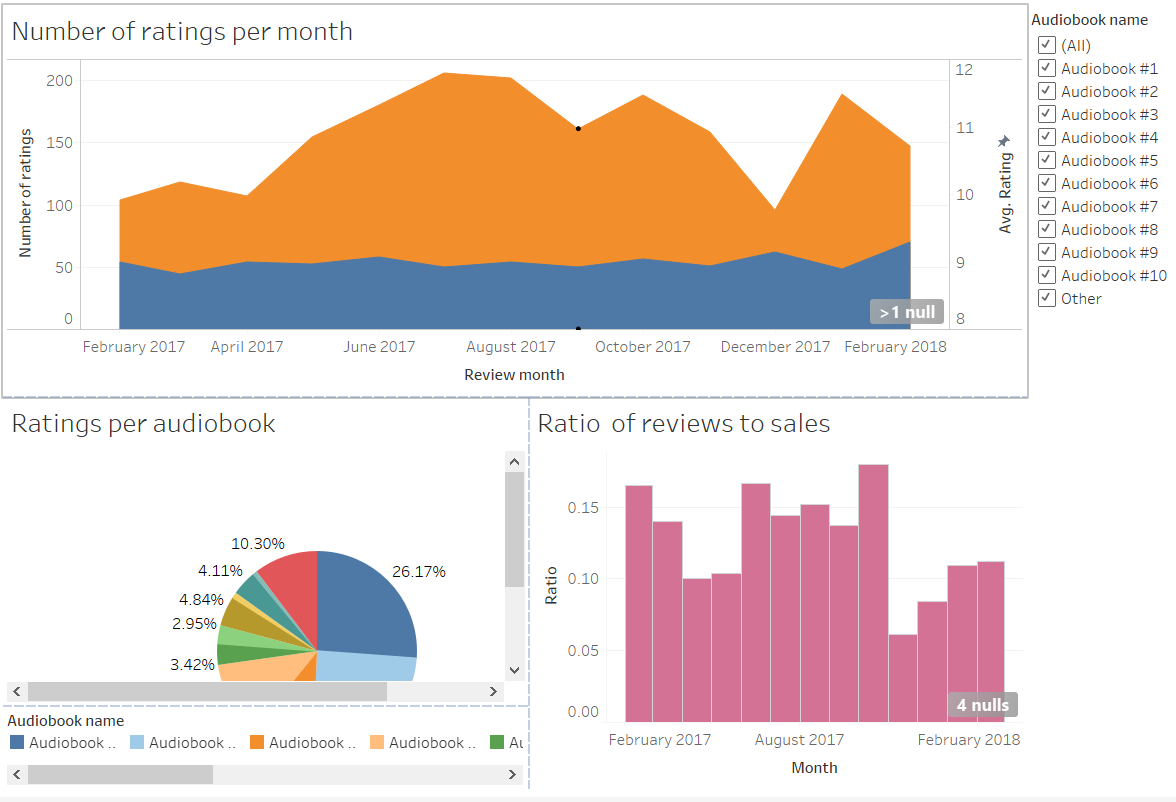 Number of ratings per month
Number of ratings
200
150
100
50
0
12
11
10
9
8
Avg. Rating
>1 null
February 2017 April 2017 June 2017 August 2017 October 2017 December 2017 February 2018
Review month
Audiobook name
(All)
Audiobook #1
Audiobook #2
Audiobook #3
Audiobook #4
Audiobook #5
Audiobook #6
Audiobook #7
Audiobook #8
Audiobook #9
Audiobook #10
Other
Ratings per audiobook
10.30%
4.11%
26.17%
4.84%
2.95%
3.42%
Audiobook name
Audiobook .. Audiobook .. Audiobook .. Audiobook .. Au
Ratio of reviews to sales
Ratio
0.15
0.10
0.05
0.00
4 nulls
February 2017 August 2017 February 2018
Month